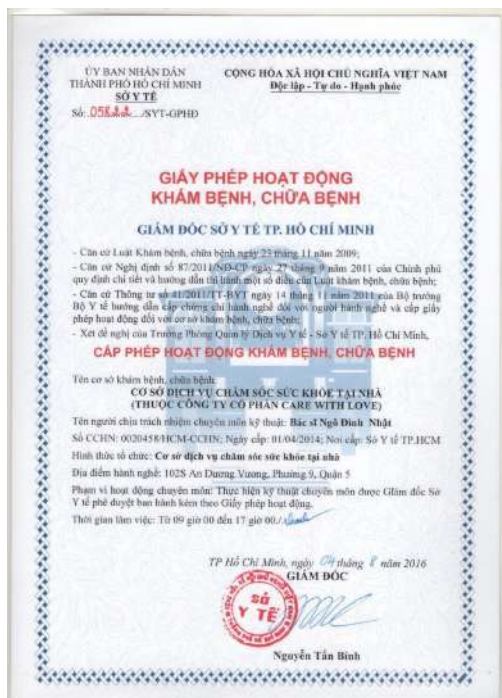 ỦY BAN NHÂN DÂN
THÀNH PHỐ HỒ CHÍ MINH
SỞ Y TẾ
Số: /SYT-GPHĐ
CỘNG HÒA XÃ HỘI CHỦ NGHĨA VIỆT NAM
Độc lập - Tự do - Hạnh phúc
GIẤY PHÉP HOẠT ĐỘNG
KHÁM BỆNH, CHỮA BỆNH
GIÁM ĐỐC SỞ Y TẾ TP. HỒ CHÍ MINH
- Căn cứ Luật Khám bệnh, chữa bệnh ngày 23 tháng 11 năm 2009;
- Căn cứ Nghị định số 87/2011/NĐ-CP ngày 27 tháng 9 năm 2011 của Chính phủ
quy định chi tiết và hướng dẫn thi hành một số điều của Luật khám bệnh, chữa bệnh;
- Căn cứ Thông tư số 41/2011/TT-BYT ngày 14 tháng 11 năm 2011 của Bộ trưởng
Bộ Y tế hướng dẫn cấp chứng chỉ hành nghề đối với người hành nghề và cấp giấy
phép hoạt động đối với cơ sở khám bệnh, chữa bệnh;
- Xét đề nghị của Trưởng Phòng Quản lý Dịch vụ Y tế - Sở Y tế TP. Hồ Chí Minh,
CẤP PHÉP HOẠT ĐỘNG KHÁM BỆNH, CHỮA BỆNH
Tên cơ sở khám bệnh, chữa bệnh:
CƠ SỞ DỊCH VỤ CHĂM SÓC SỨC KHỎE TẠI NHÀ
(THUỘC CÔNG TY CỔ PHẦN CARE WITH LOVE)
Tên người chịu trách nhiệm chuyên môn kỹ thuật: Bác sĩ Ngô Đình Nhật
Số CCHN: 0020458/HCM-CCHN; Ngày cấp: 01/04/2014; Nơi cấp: Sở Y tế TP.HCM
Hình thức tổ chức: Cơ sở dịch vụ chăm sóc sức khỏe tại nhà
Địa điểm hành nghề: 102S An Dương Vương, Phường 9, Quận 5
Phạm vi hoạt động chuyên môn: Thực hiện kỹ thuật chuyên môn được Giám đốc Sở
Y tế phê duyệt ban hành kèm theo Giấy phép hoạt động.
Thời gian làm việc: Từ 09 giờ 00 đến 17 giờ 00./
TP Hồ Chí Minh, ngày 04 tháng 8 năm 2016
GIÁM ĐỐC
SỞ
Y TẾ
Nguyễn Tấn Bỉnh